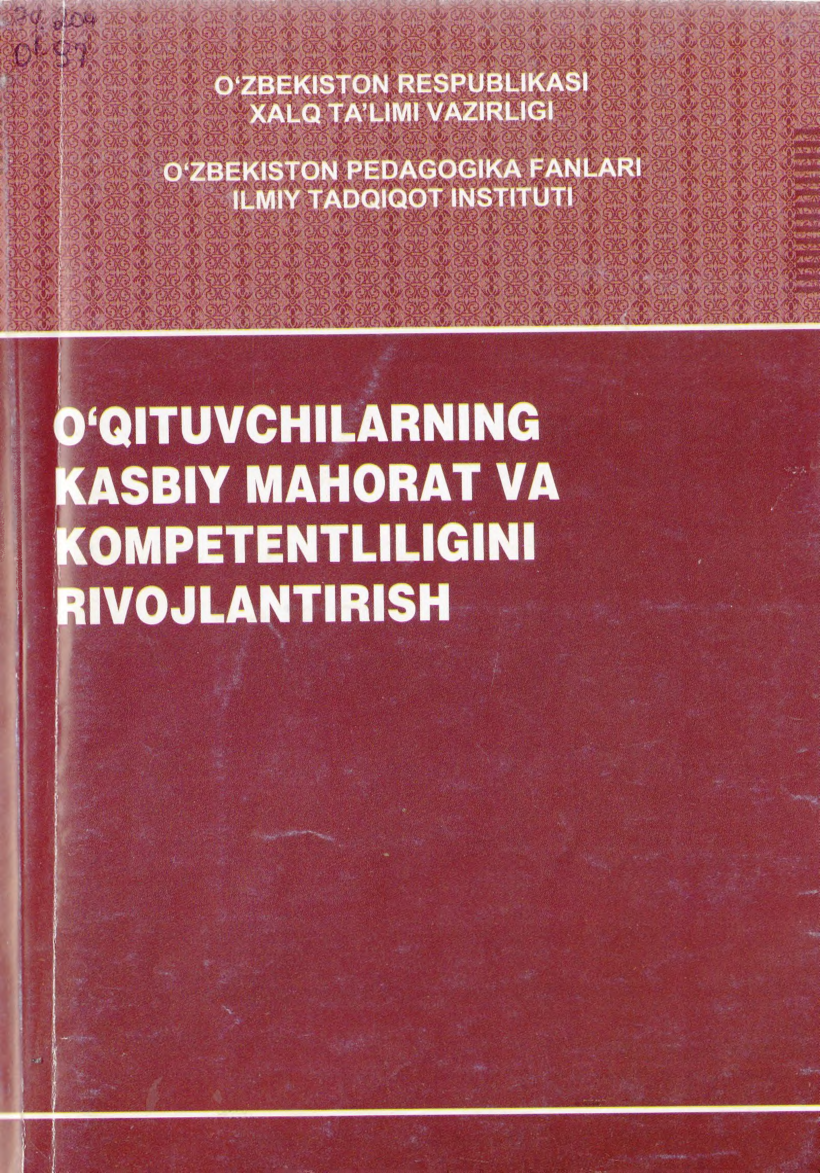 O‘ZBEKISTON RESPUBLIKASI
XALQ TA’LIMI VAZIRLIGI
O‘ZBEKISTON PEDAGOGIKA FANLARI
ILMIY TADQIQOT INSTITUTI
O‘QITUVCHILARNING
KASBIY MAHORAT VA
KOMPETENTLILIGINI
RIVOJLANTIRISH